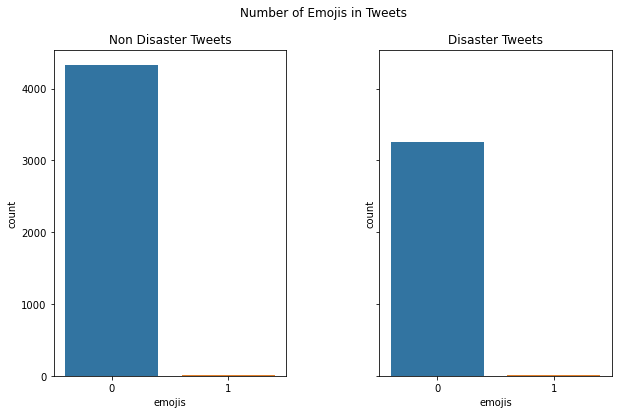 Number of Emojis in Tweets
Non Disaster Tweets
Disaster Tweets
4000
3000
2000
1000
0
count
count
0 1
0 1
emojis
emojis